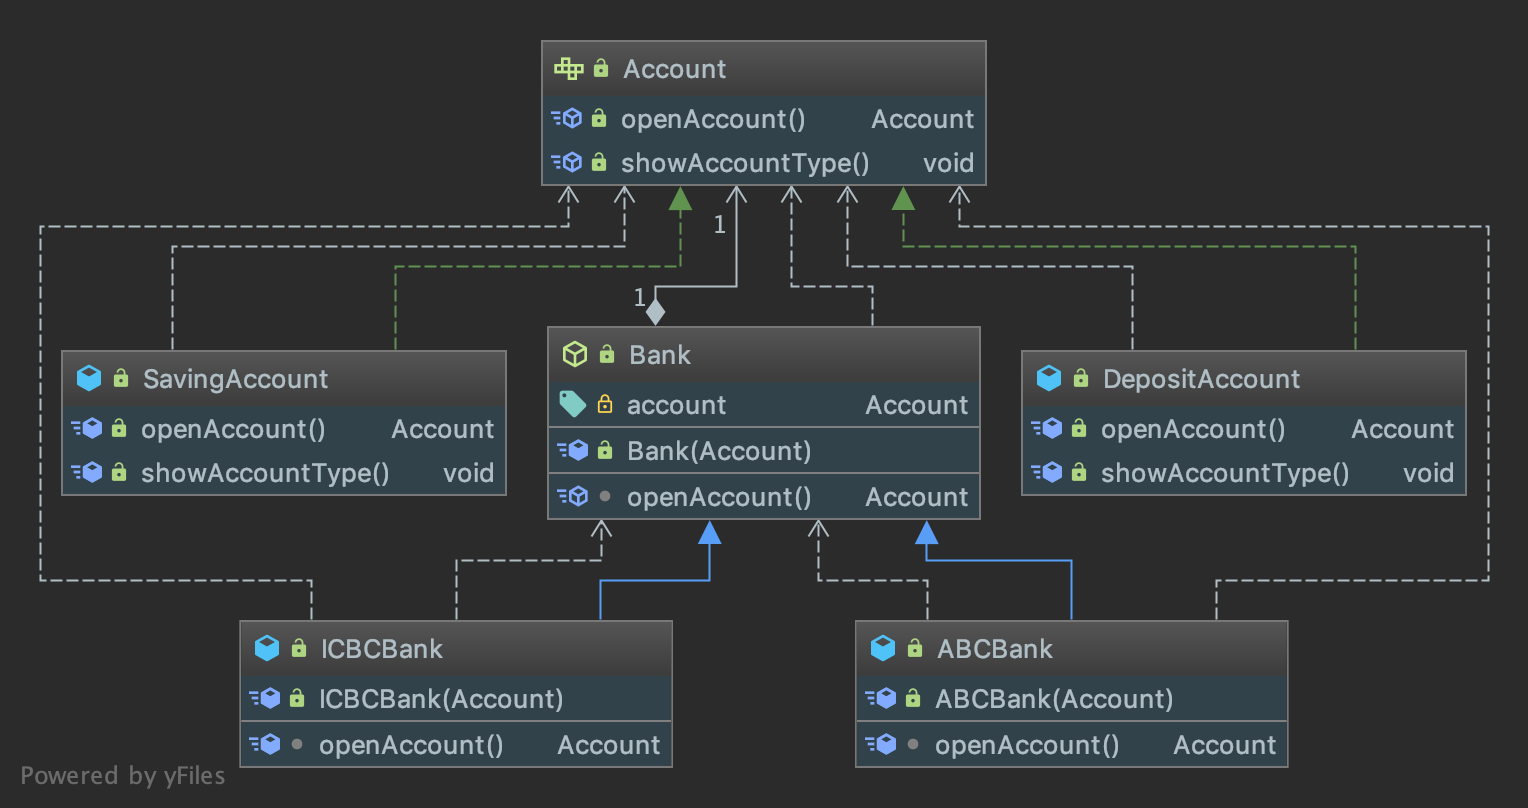 Account
openAccount() Account
showAccountType() void
1
1
SavingAccount
openAccount() Account
showAccountType() void
Bank
account Account
Bank(Account)
openAccount() Account
DepositAccount
openAccount() Account
showAccountType() void
ICBCBank
ICBCBank(Account)
openAccount() Account
ABCBank
ABCBank(Account)
openAccount() Account
Powered by yFiles